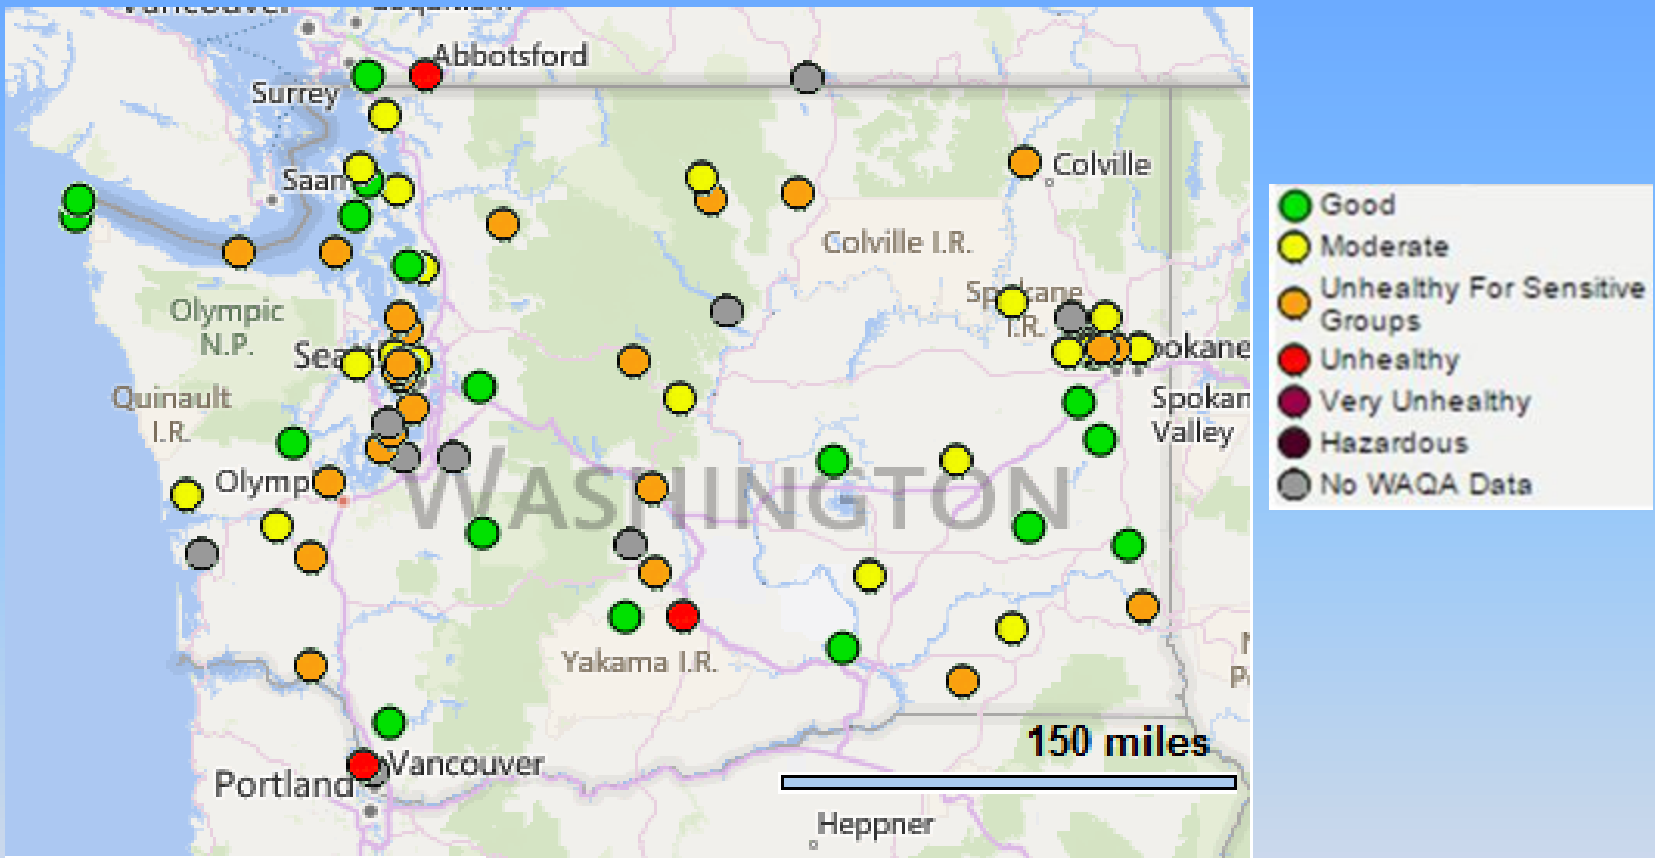 Abbotsford
Surrey
Colville
Colville I.R.
Olympic
N.P.
I.R.
Quinault
I.R.
Spokan
Valley
WASHINGTON
Yakama I.R.
150 miles
Vancouver
Portland
Heppner
Good
Moderate
Unhealthy For Sensitive
Groups
Unhealthy
Very Unhealthy
Hazardous
No WAQA Data